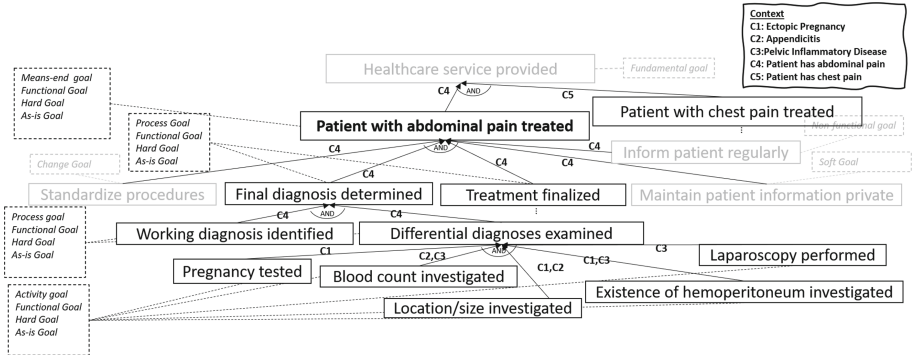 Context
C1: Ectopic Pregnancy
C2: Appendicitis
C3:Pelvic Inflammatory Disease
C4: Patient has abdominal pain
C5: Patient has chest pain
Healthcare service provided
Fundamental goal
Means-end goal
Functional Goal
Hard Goal
As-is Goal
C4
AND
C5
Patient with chest pain treated
Patient with abdominal pain treated
Non-functional goal
Process Goal
Functional Goal
Hard Goal
As-is Goal
AND
C4
C4
C4
C4
C4
Inform patient regularly
Change Goal
Soft Goal
Standardize procedures
Final diagnosis determined
Treatment finalized
Maintain patient information private
Process goal
Functional Goal
Hard Goal
As-is Goal
C4
AND
C4
Working diagnosis identified
Differential diagnoses examined
C1
C2,C3
AND
C1,C2
C1,C3
C3
Laparoscopy performed
Pregnancy tested
Blood count investigated
Existence of hemoperitoneum investigated
Location/size investigated
Activity goal
Functional Goal
Hard Goal
As-is Goal